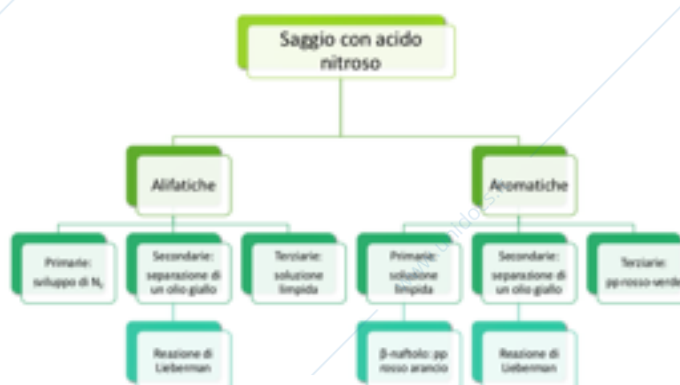 Saggio con acido
nitroso
Alifatiche
Aromatiche
Primarie:
sviluppo di N₂
Secondarie:
separazione di
un olio giallo
Terziarie:
soluzione
limpida
Primarie:
soluzione
limpida
Secondarie:
separazione di
un olio giallo
Terziarie:
pp rosso-verde
Reazione di
Lieberman
β-naftolo: pp
rosso arancio
Reazione di
Lieberman